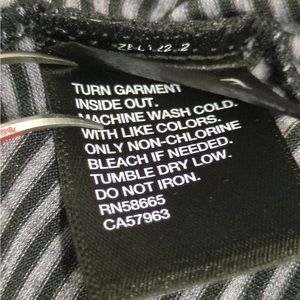 TURN GARMENT
INSIDE OUT.
MACHINE WASH COLD.
WITH LIKE COLORS.
ONLY NON-CHLORINE
BLEACH IF NEEDED.
TUMBLE DRY LOW.
DO NOT IRON.
RN58665
CA57963